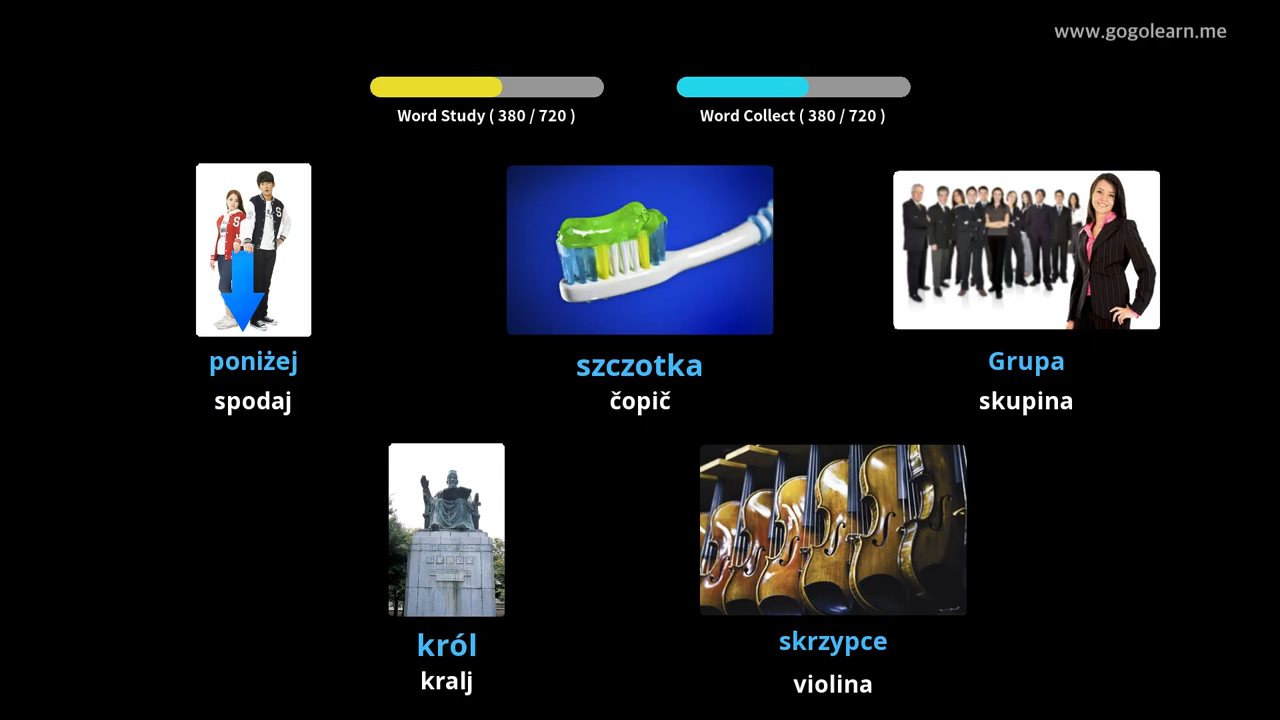 www.gogolearn.me
Word Study ( 380 / 720 )
Word Collect ( 380 / 720 )
poniżej
spodaj
szczotka
čopič
Grupa
skupina
król
kralj
skrzypce
violina